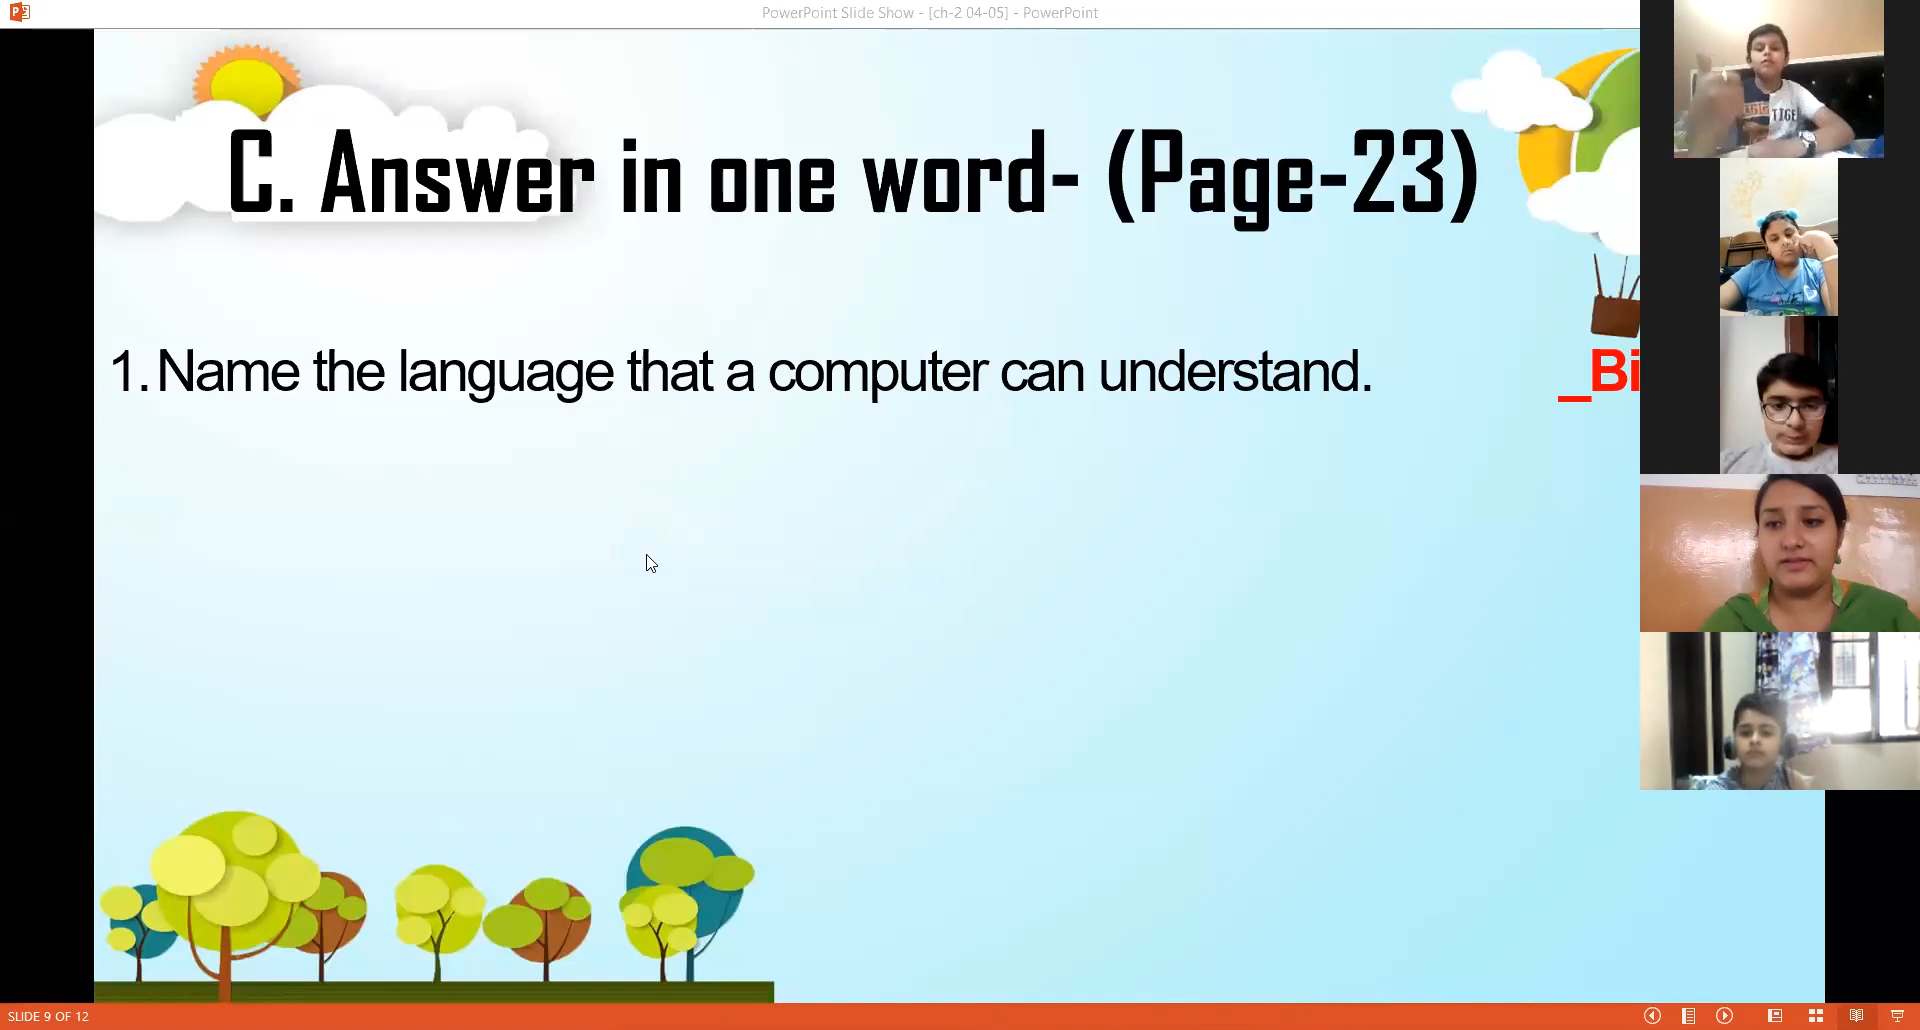 PowerPoint Slide Show - [ch-2 04-05] - PowerPoint
C. Answer in one word- (Page-23)
1. Name the language that a computer can understand. _Bi
TIGE
SLIDE 9 OF 12